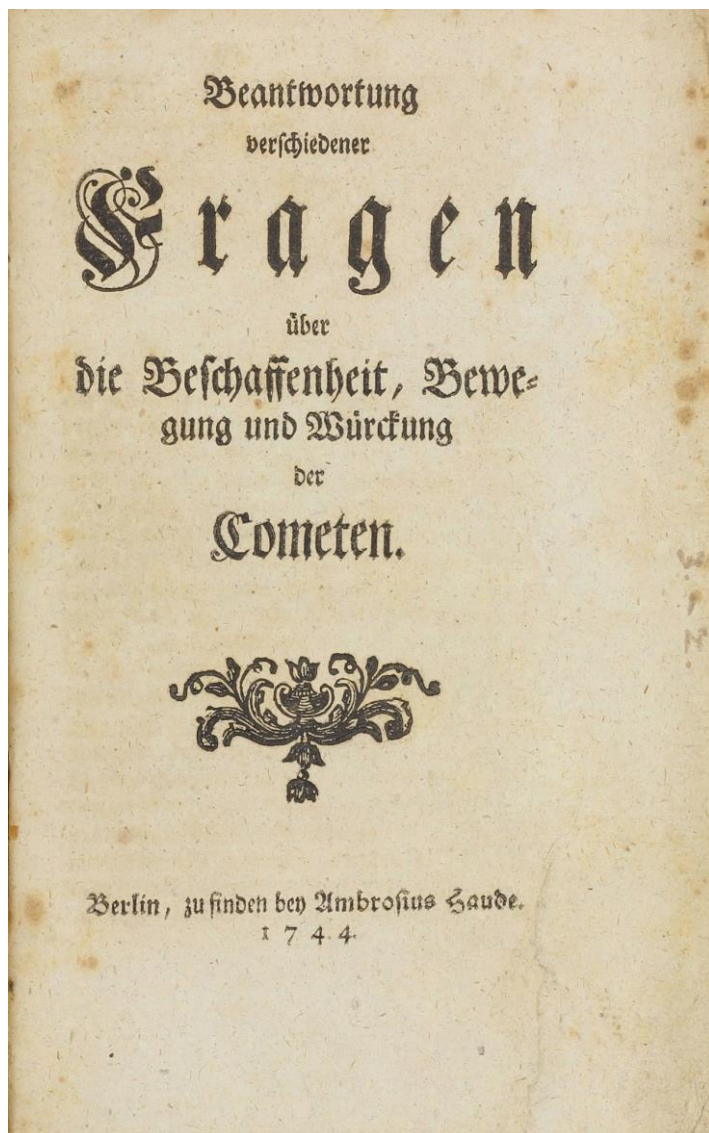 Beantwortung
verschiedener
Fragen
über
die Beschaffenheit, Bewe-
gung und Würckung
der
Cometen.
Berlin, zu finden bey Ambrosius Haude.
1744.